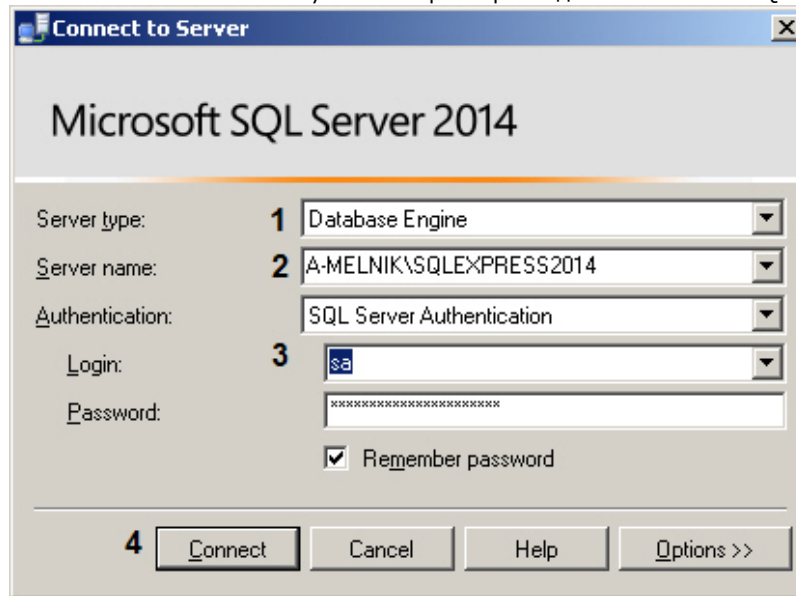 Connect to Server
Microsoft SQL Server 2014
Server type: 1 Database Engine
Server name: 2 A-MELNIK\SQLEXPRESS2014
Authentication: SQL Server Authentication
Login: 3 sa
Password: **********************
Remember password
4 Connect Cancel Help Options >>